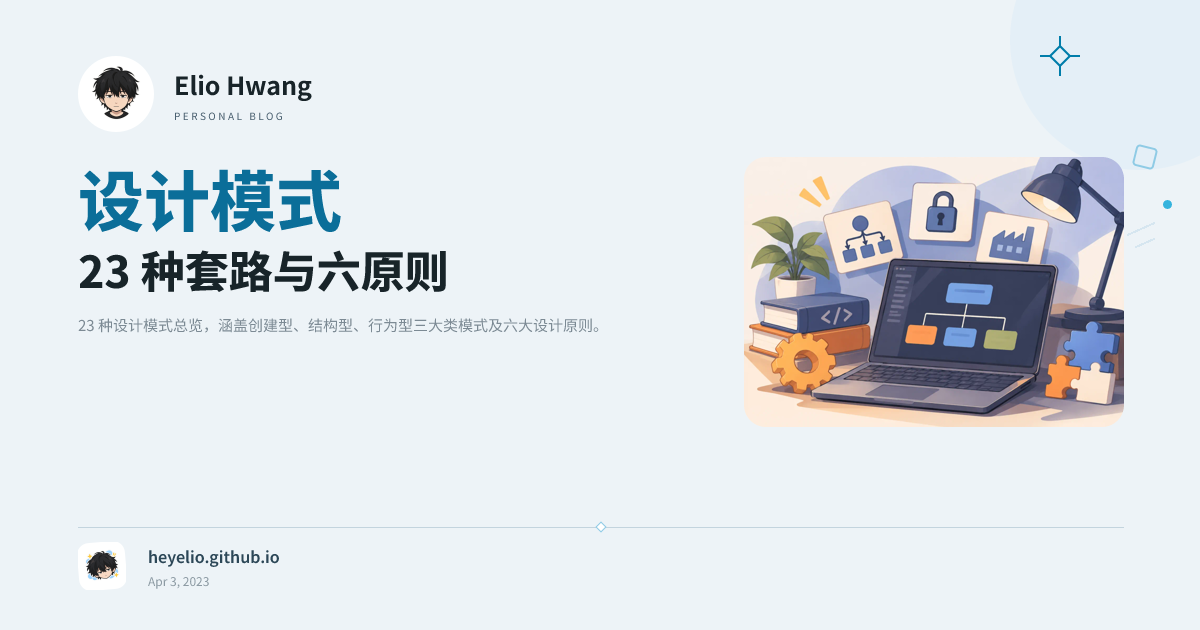 Elio Hwang
PERSONAL BLOG
设计模式
23 种套路与六原则
23 种设计模式总览，涵盖创建型、结构型、行为型三大类模式及六大设计原则。
</>
heyelio.github.io
Apr 3, 2023